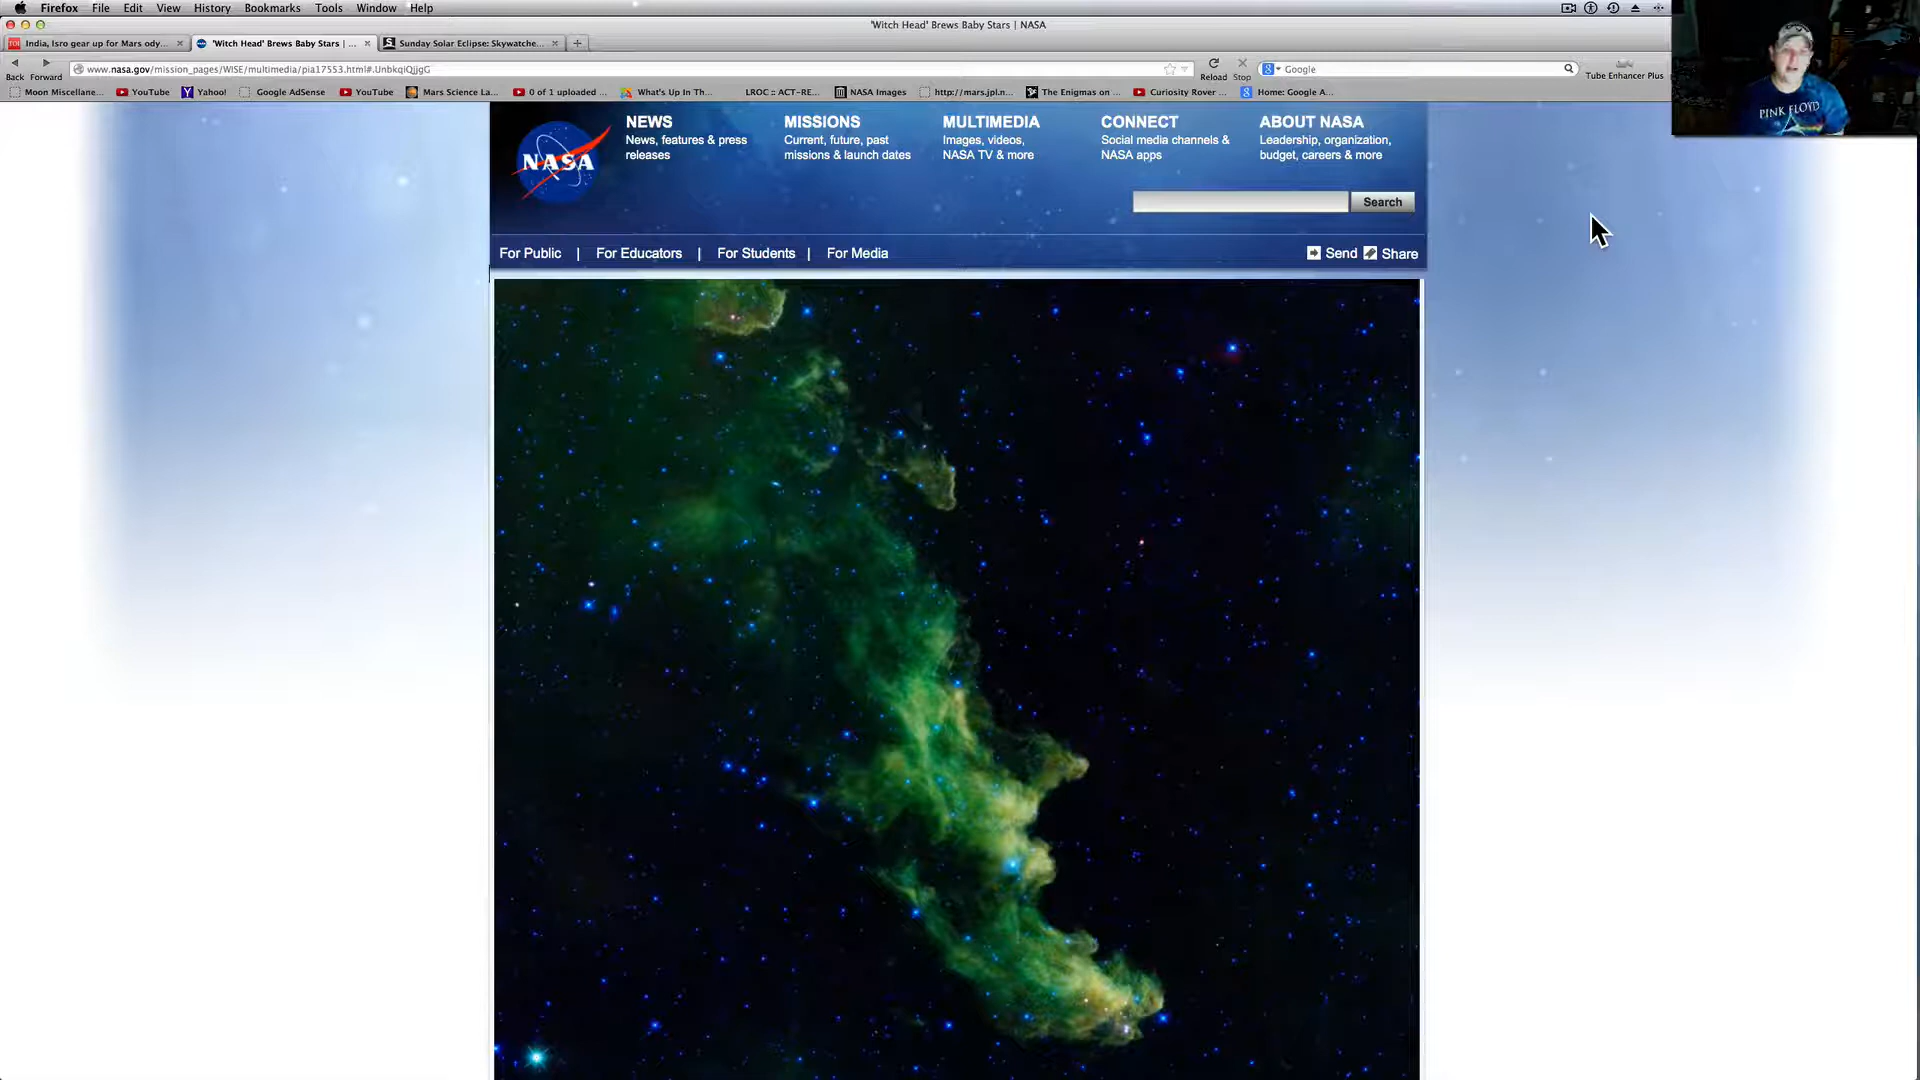 Firefox File Edit View History Bookmarks Tools Window Help
'Witch Head' Brews Baby Stars | NASA
India, Isro gear up for Mars ody...
'Witch Head' Brews Baby Stars | ...
Sunday Solar Eclipse: Skywatche...
Back Forward
www.nasa.gov/mission_pages/WISE/multimedia/pia17553.html#.UnbkqiQjjgG
Reload Stop
Google
Tube Enhancer Plus
Moon Miscellane... YouTube Yahoo! Google AdSense YouTube Mars Science La... 0 of 1 uploaded ... What's Up In Th... LROC :: ACT-RE... NASA Images http://mars.jpl.n... The Enigmas on ... Curiosity Rover ... Home: Google A...
PINK FLOYD
NASA
NEWS
News, features & press
releases
MISSIONS
Current, future, past
missions & launch dates
MULTIMEDIA
Images, videos,
NASA TV & more
CONNECT
Social media channels &
NASA apps
ABOUT NASA
Leadership, organization,
budget, careers & more
Search
For Public | For Educators | For Students | For Media
Send Share